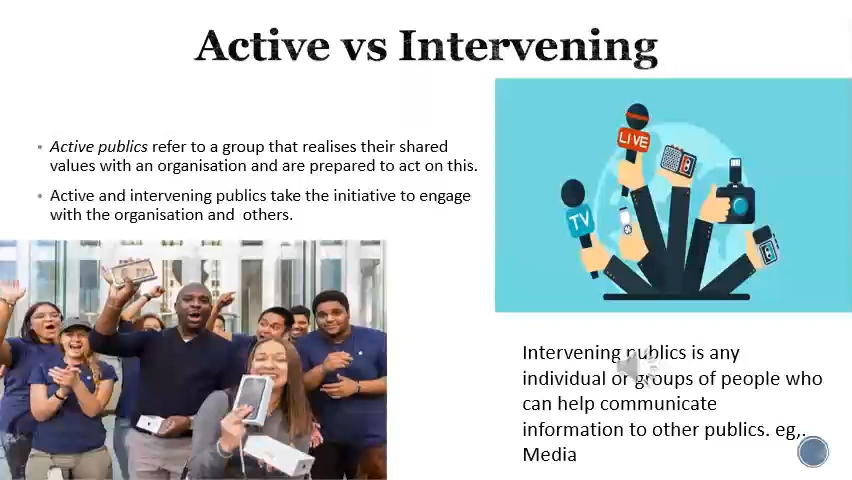 Active vs Intervening
Active publics refer to a group that realises their shared
values with an organisation and are prepared to act on this.
Active and intervening publics take the initiative to engage
with the organisation and  others.
LIVE
TV
Intervening publics is any
individual or groups of people who
can help communicate
information to other publics. eg,.
Media